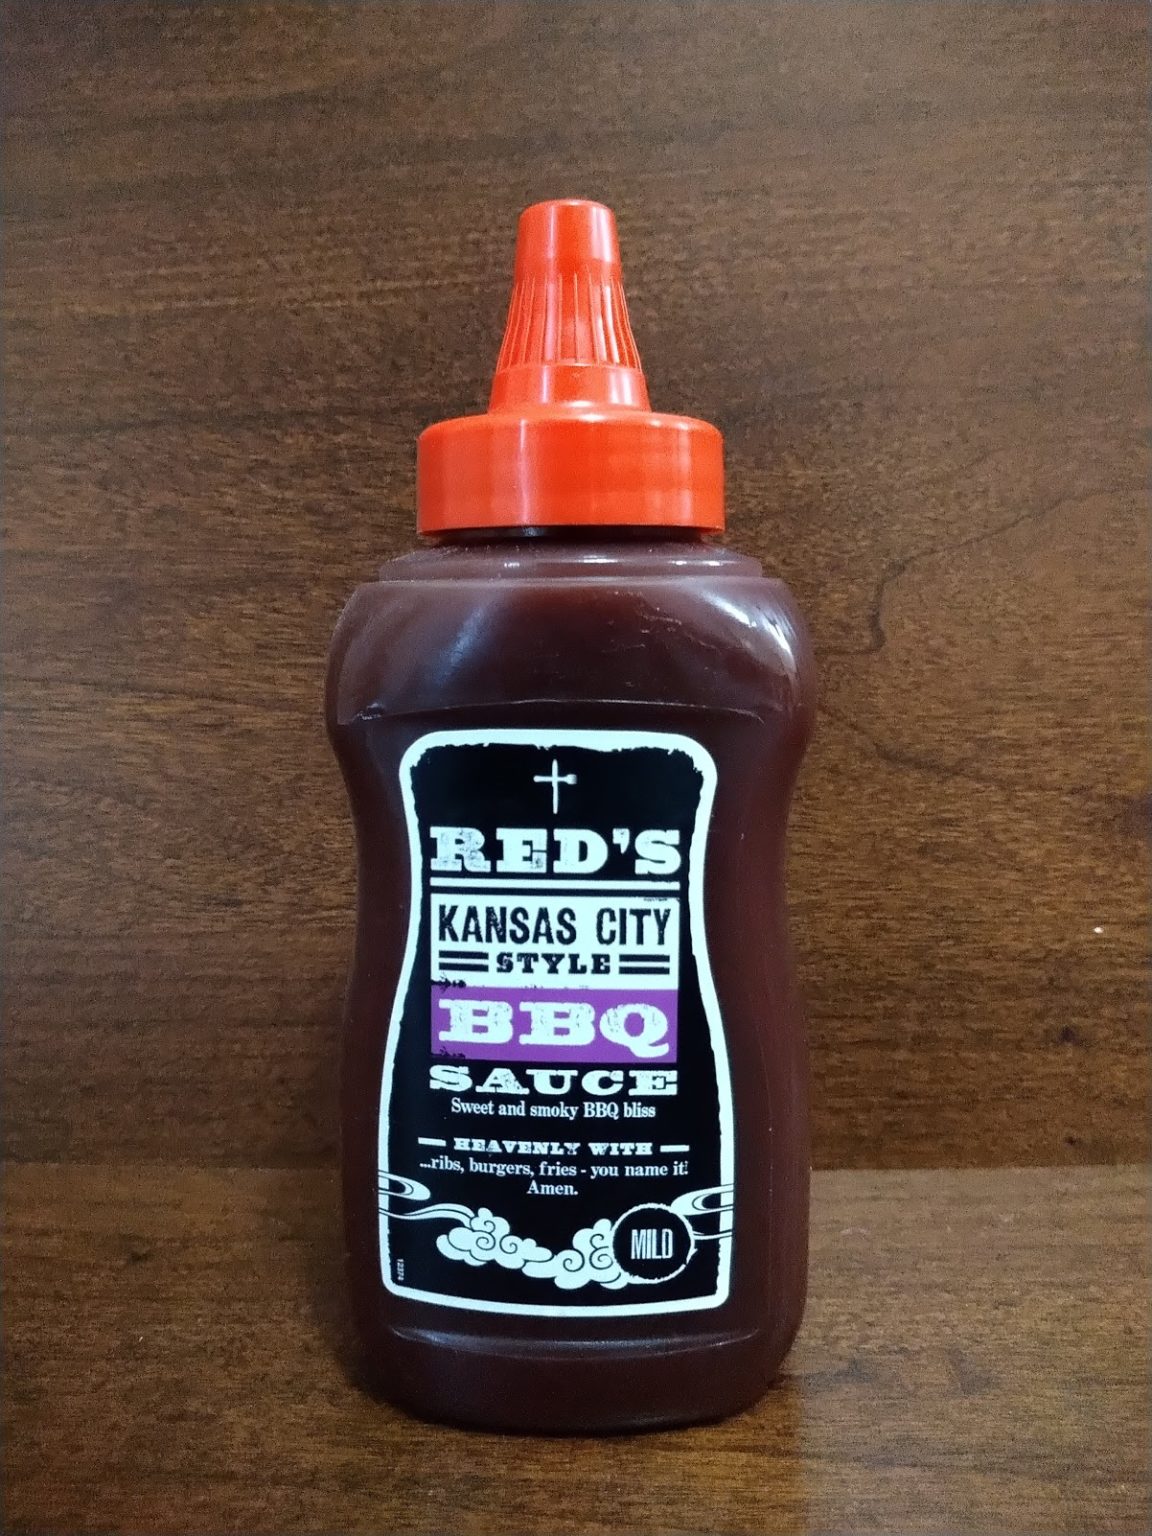 RED'S
KANSAS CITY
STYLE
BBQ
SAUCE
Sweet and smoky BBQ bliss
HEAVENLY WITH
...ribs, burgers, fries - you name it!
Amen.
MILD
12374